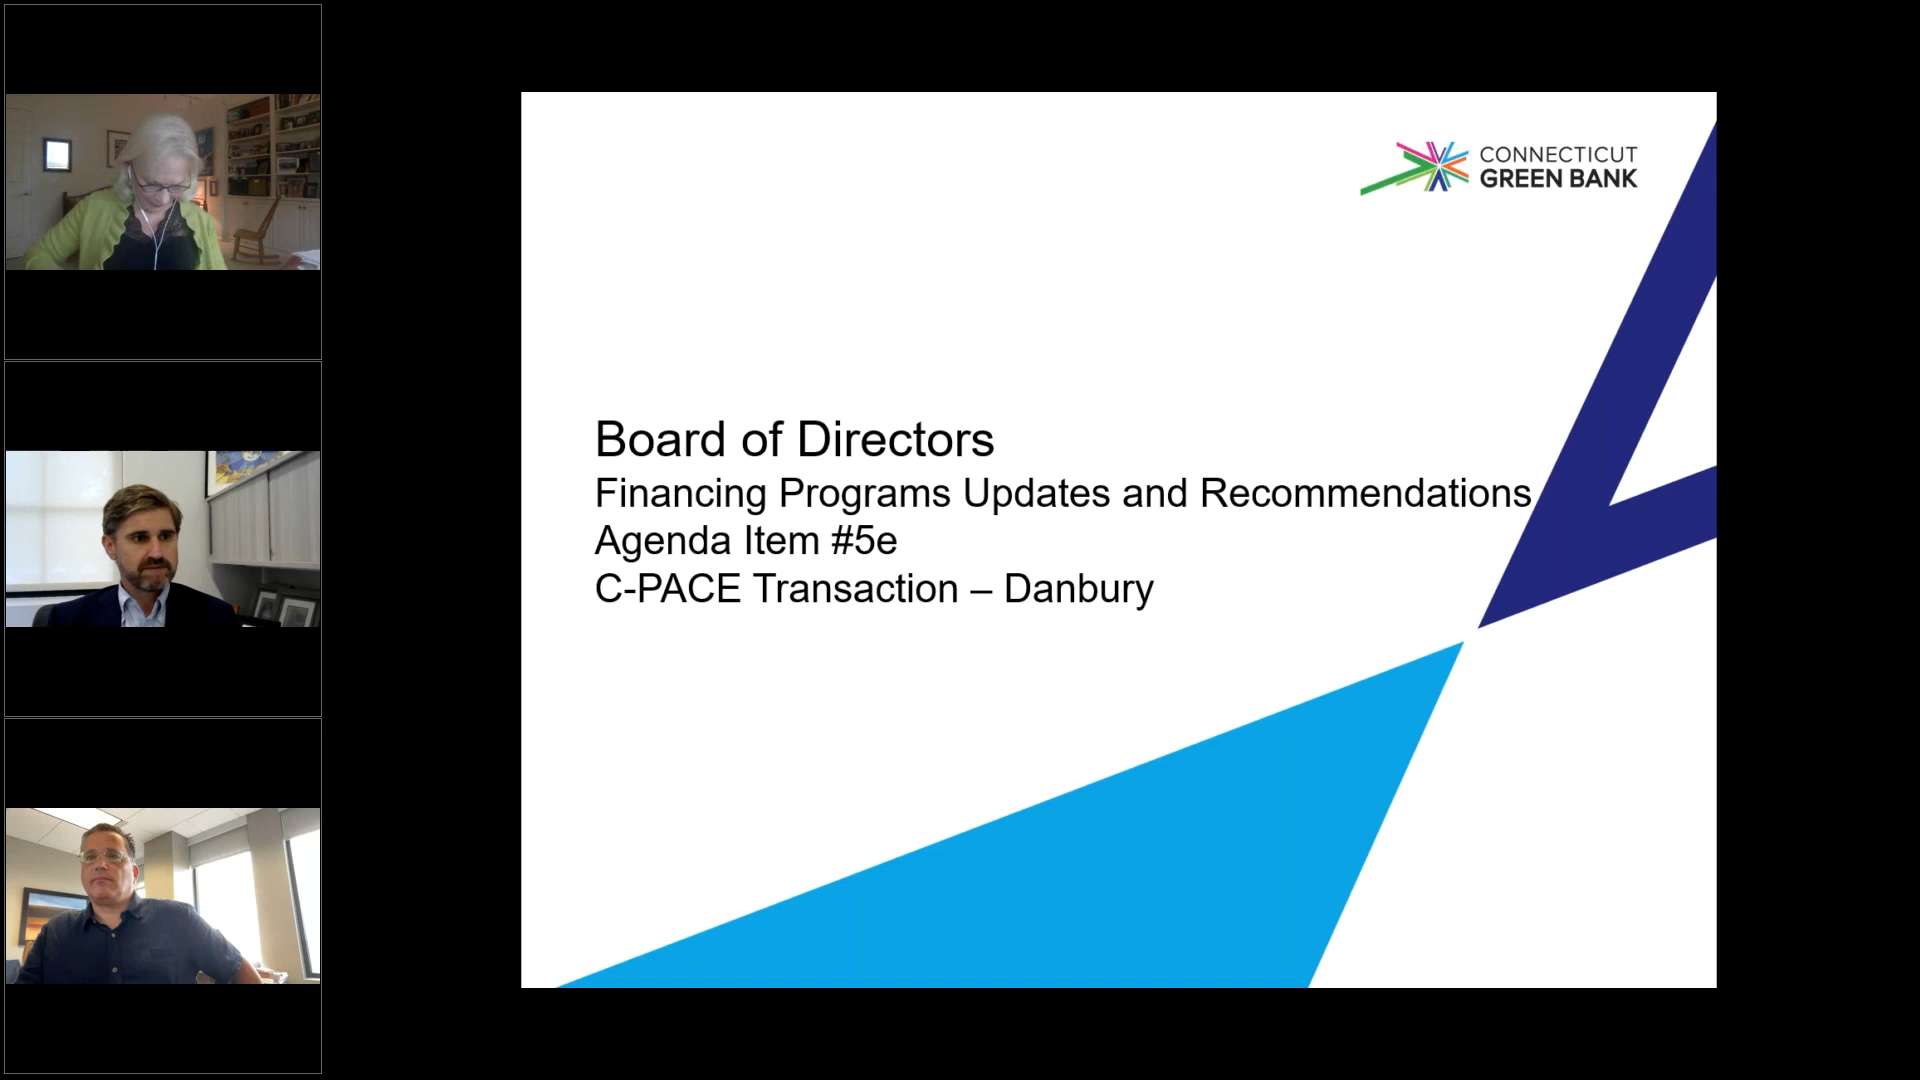 CONNECTICUT
GREEN BANK
Board of Directors
Financing Programs Updates and Recommendations
Agenda Item #5e
C-PACE Transaction – Danbury